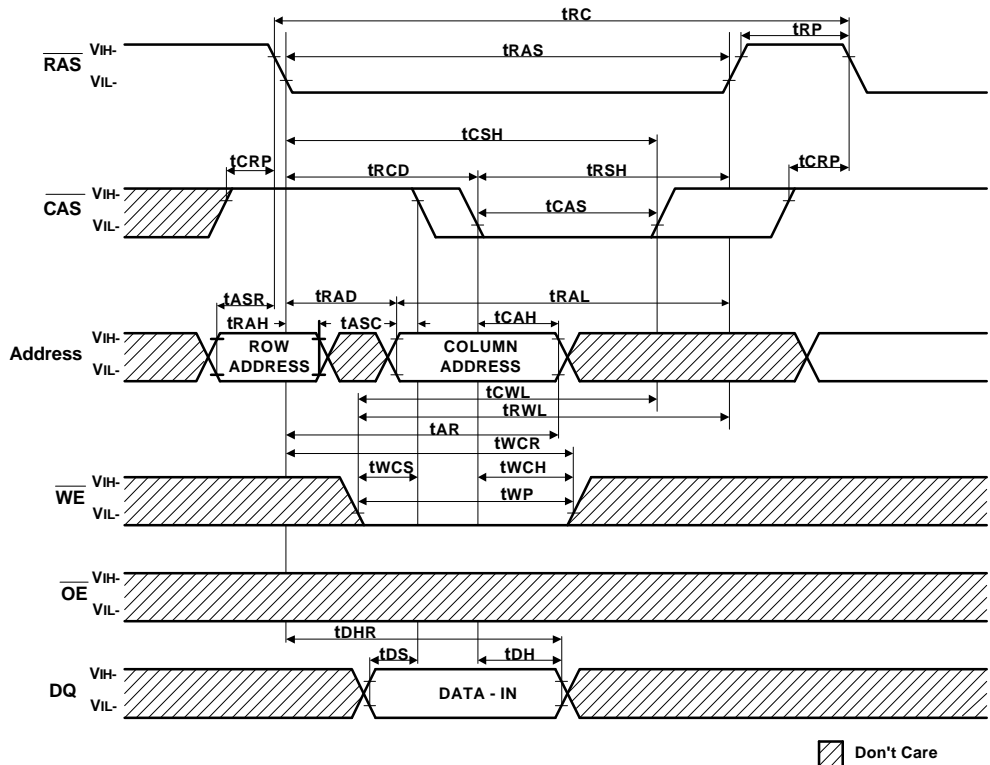 tRC
tRP
RAS
VIH-
VIL-
tRAS
tCSH
tCRP
tRCD
tRSH
tCRP
CAS
VIH-
VIL-
tCAS
tASR
tRAD
tRAL
tRAH
tASC
tCAH
Address
VIH-
VIL-
ROW
ADDRESS
COLUMN
ADDRESS
tCWL
tRWL
tAR
tWCR
WE
VIH-
VIL-
tWCS
tWCH
tWP
OE
VIH-
VIL-
tDHR
tDS
tDH
DQ
VIH-
VIL-
DATA - IN
Don't Care